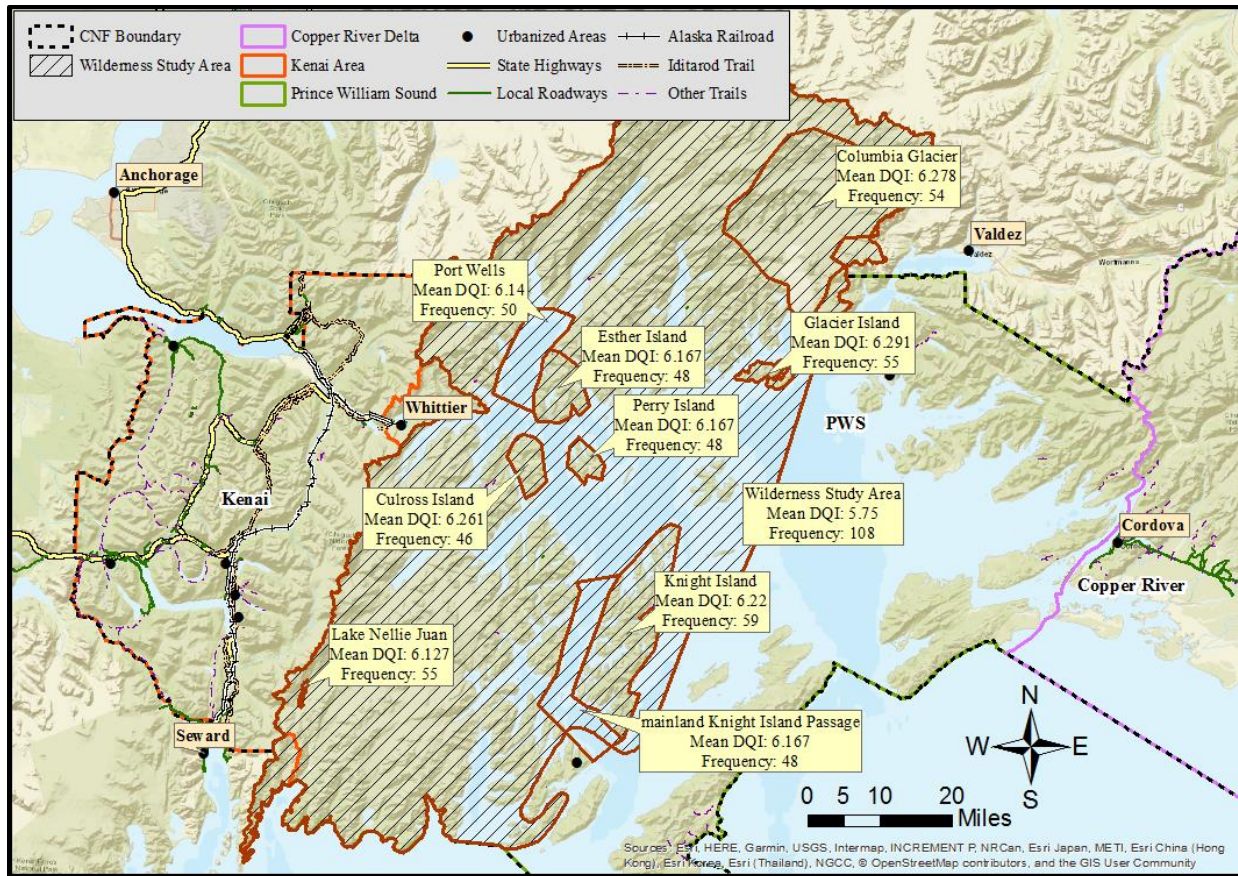 CNF Boundary
Wilderness Study Area
Copper River Delta
Kenai Area
Prince William Sound
Urbanized Areas
State Highways
Local Roadways
Alaska Railroad
Iditarod Trail
Other Trails
Anchorage
Columbia Glacier
Mean DQI: 6.278
Frequency: 54
Valdez
Valdez
Port Wells
Mean DQI: 6.14
Frequency: 50
Esther Island
Mean DQI: 6.167
Frequency: 48
Glacier Island
Mean DQI: 6.291
Frequency: 55
Whittier
Perry Island
Mean DQI: 6.167
Frequency: 48
PWS
Kenai
Culross Island
Mean DQI: 6.261
Frequency: 46
Wilderness Study Area
Mean DQI: 5.75
Frequency: 108
Cordova
Copper River
Knight Island
Mean DQI: 6.22
Frequency: 59
Lake Nellie Juan
Mean DQI: 6.127
Frequency: 55
mainland Knight Island Passage
Mean DQI: 6.167
Frequency: 48
Seward
N
W
E
S
0 5 10 20
Miles
Sources: Esri, HERE, Garmin, USGS, Intermap, INCREMENT P, NRCan, Esri Japan, METI, Esri China (Hong
Kong), Esri Korea, Esri (Thailand), NGCC, © OpenStreetMap contributors, and the GIS User Community